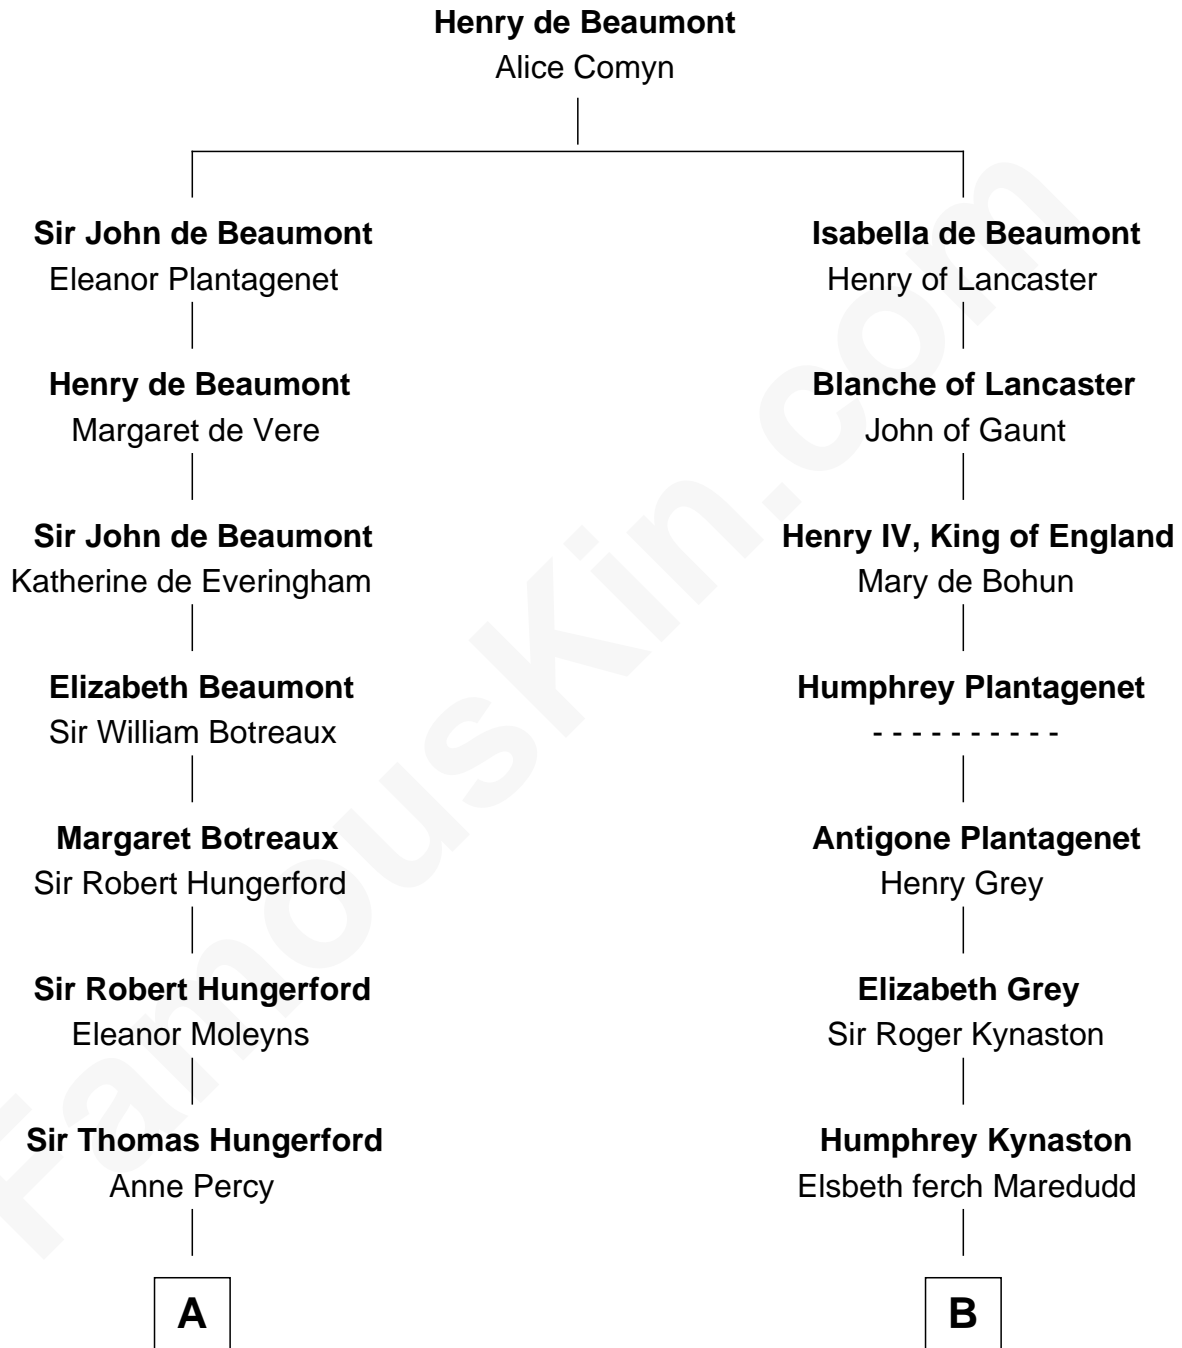 Henry de Beaumont
Alice Comyn
Sir John de Beaumont
Eleanor Plantagenet
Henry de Beaumont
Margaret de Vere
Sir John de Beaumont
Katherine de Everingham
Elizabeth Beaumont
Sir William Botreaux
Margaret Botreaux
Sir Robert Hungerford
Sir Robert Hungerford
Eleanor Moleyns
Sir Thomas Hungerford
Anne Percy
A
Isabella de Beaumont
Henry of Lancaster
Blanche of Lancaster
John of Gaunt
Henry IV, King of England
Mary de Bohun
Humphrey Plantagenet
- - - - - - - - - -
Antigone Plantagenet
Henry Grey
Elizabeth Grey
Sir Roger Kynaston
Humphrey Kynaston
Elsbeth ferch Maredudd
B
FamousKin.com